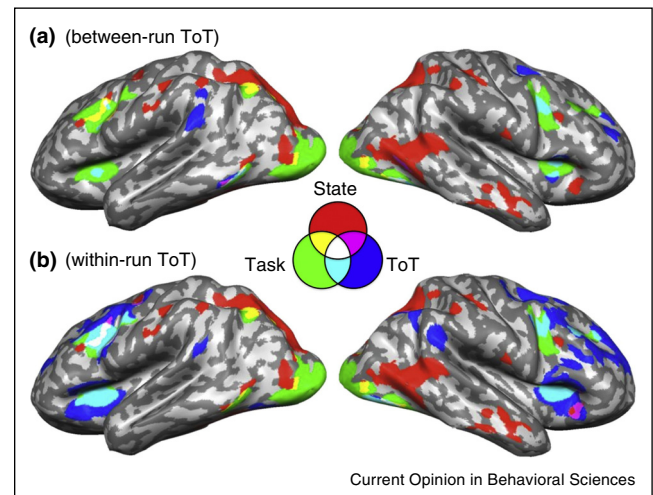 (a) (between-run ToT)
State
Task
ToT
(b) (within-run ToT)
Current Opinion in Behavioral Sciences